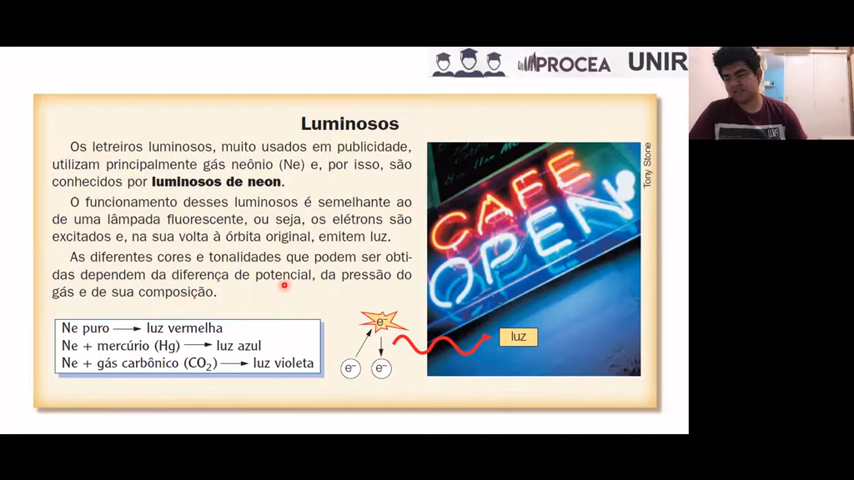 UNIPROCEA UNIR
Luminosos
Os letreiros luminosos, muito usados em publicidade,
utilizam principalmente gás neônio (Ne) e, por isso, são
conhecidos por luminosos de neon.
O funcionamento desses luminosos é semelhante ao
de uma lâmpada fluorescente, ou seja, os elétrons são
excitados e, na sua volta à órbita original, emitem luz.
As diferentes cores e tonalidades que podem ser obti-
das dependem da diferença de potencial, da pressão do
gás e de sua composição.
Ne puro → luz vermelha
Ne + mercúrio (Hg) → luz azul
Ne + gás carbônico (CO₂) → luz violeta
e⁻
e⁻
e⁻
CAFE
OPEN
luz
Tony Stone